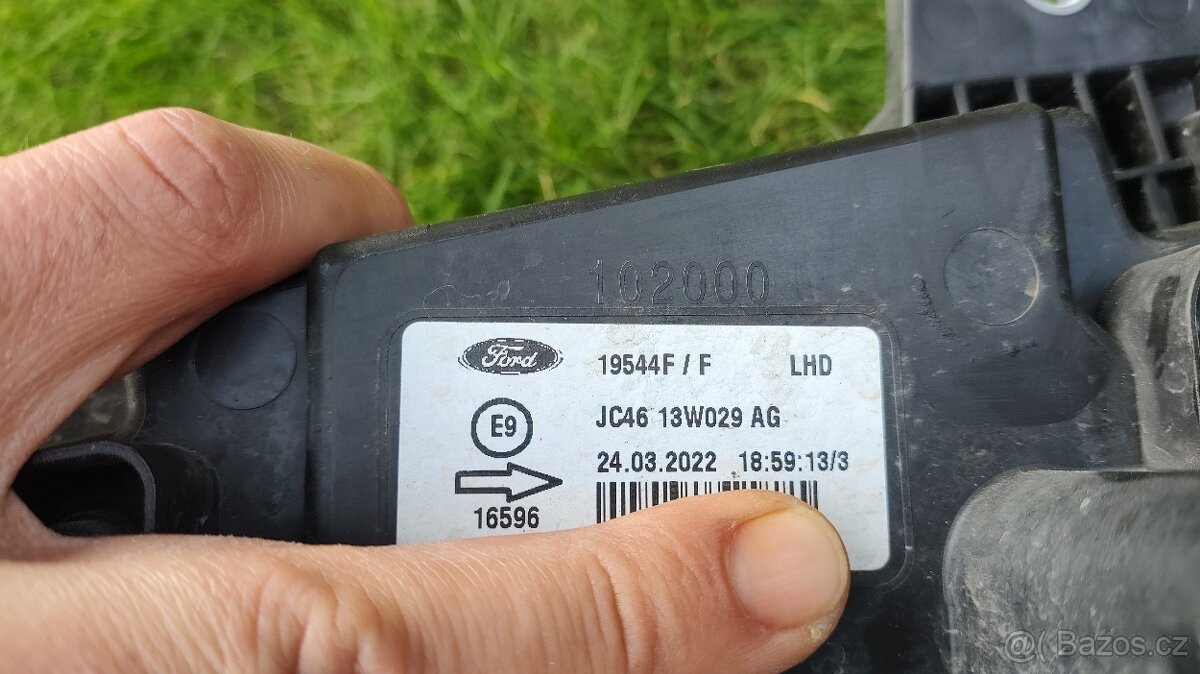 102000
Ford 19544F / F LHD
E9 JC46 13W029 AG
24.03.2022 18:59:13/3
16596
@( Bazos.cz